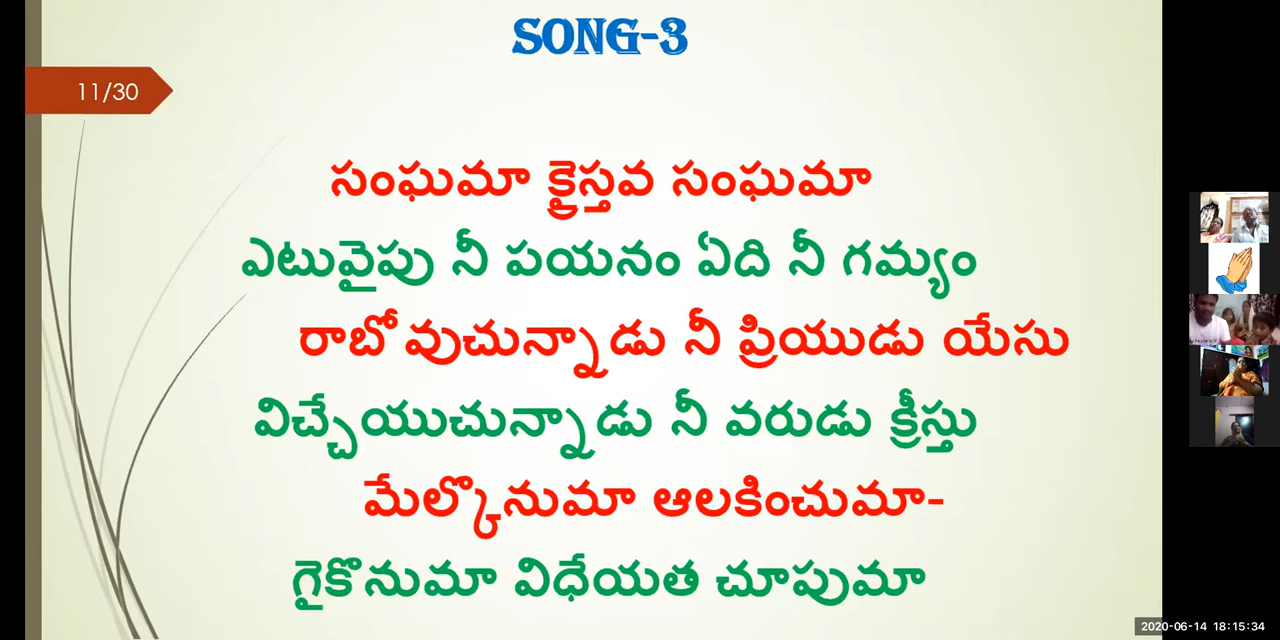 SONG-3
11/30
సంఘమా క్రైస్తవ సంఘమా
ఎటువైపు నీ పయనం ఏది నీ గమ్యం
రాబోవుచున్నాడు నీ ప్రియుడు యేసు
విచ్చేయుచున్నాడు నీ వరుడు క్రీస్తు
మేల్కొనుమా ఆలకించుమా-
గైకొనుమా విధేయత చూపుమా
2020-06-14 18:15:34